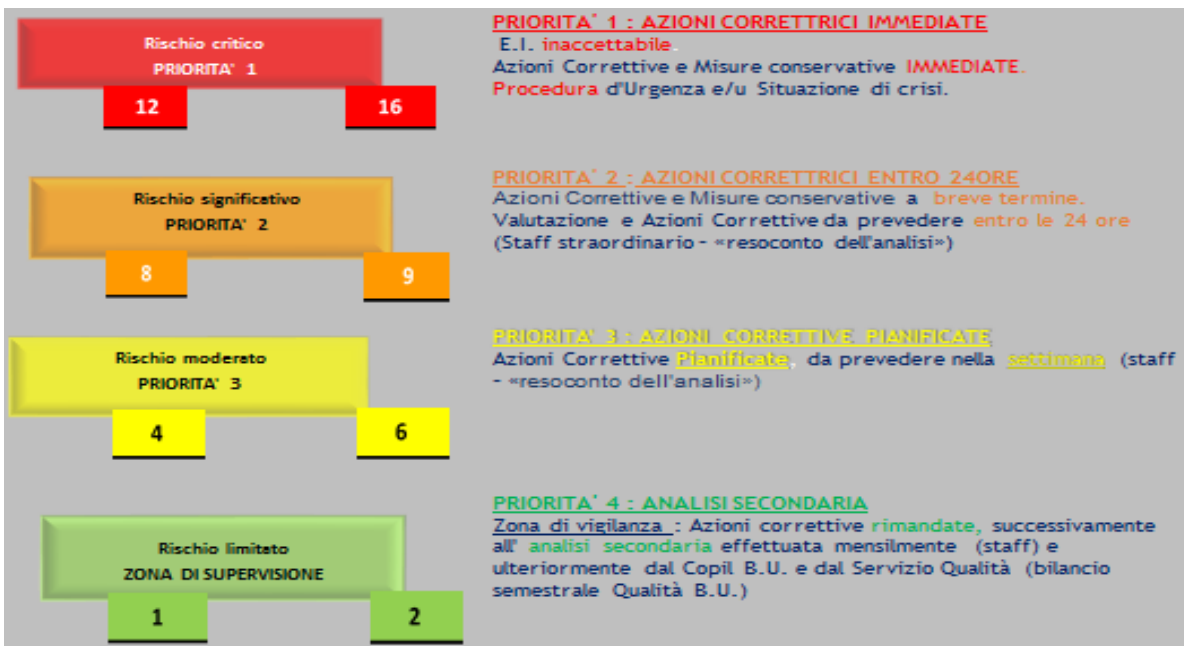 Rischio critico
PRIORITA' 1
12
16
PRIORITA' 1 : AZIONI CORRETTRICI IMMEDIATE
E.I. inaccettabile.
Azioni Correttive e Misure conservative IMMEDIATE.
Procedura d'Urgenza e/u Situazione di crisi.
Rischio significativo
PRIORITA' 2
8
9
PRIORITA' 2 : AZIONI CORRETTRICI ENTRO 24ORE
Azioni Correttive e Misure conservative a breve termine.
Valutazione e Azioni Correttive da prevedere entro le 24 ore
(Staff straordinario - «resoconto dell'analisi»)
Rischio moderato
PRIORITA' 3
4
6
PRIORITA' 3 : AZIONI CORRETTIVE PIANIFICATE
Azioni Correttive Pianificate, da prevedere nella settimana (staff
- «resoconto dell'analisi»)
Rischio limitato
ZONA DI SUPERVISIONE
1
2
PRIORITA' 4 : ANALISI SECONDARIA
Zona di vigilanza : Azioni correttive rimandate, successivamente
all' analisi secondaria effettuata mensilmente (staff) e
ulteriormente dal Copil B.U. e dal Servizio Qualità (bilancio
semestrale Qualità B.U.)